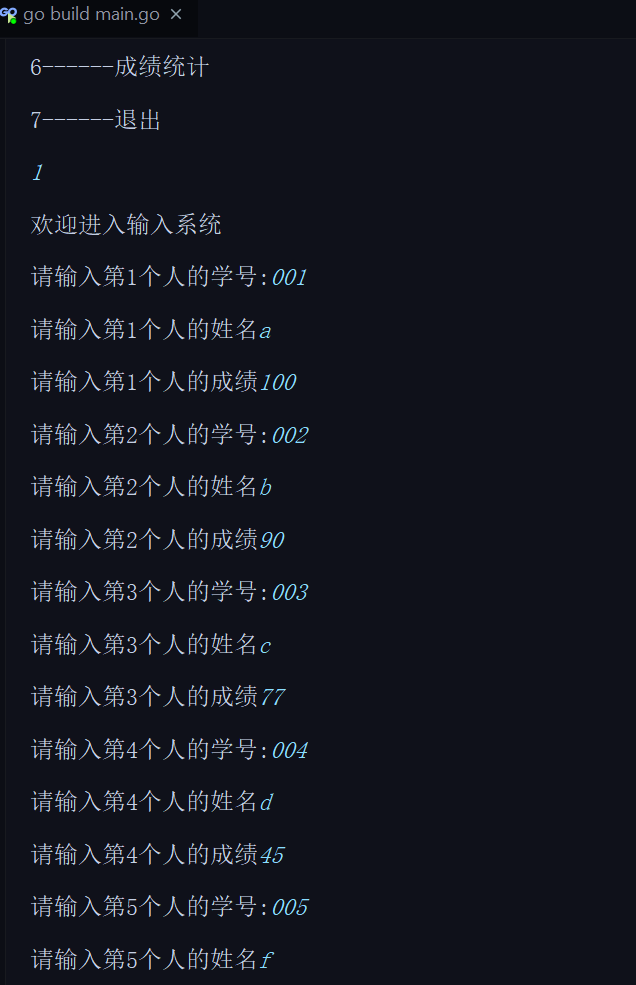 go build main.go ×
6------成绩统计
7------退出
1
欢迎进入输入系统
请输入第1个人的学号:001
请输入第1个人的姓名a
请输入第1个人的成绩100
请输入第2个人的学号:002
请输入第2个人的姓名b
请输入第2个人的成绩90
请输入第3个人的学号:003
请输入第3个人的姓名c
请输入第3个人的成绩77
请输入第4个人的学号:004
请输入第4个人的姓名d
请输入第4个人的成绩45
请输入第5个人的学号:005
请输入第5个人的姓名f